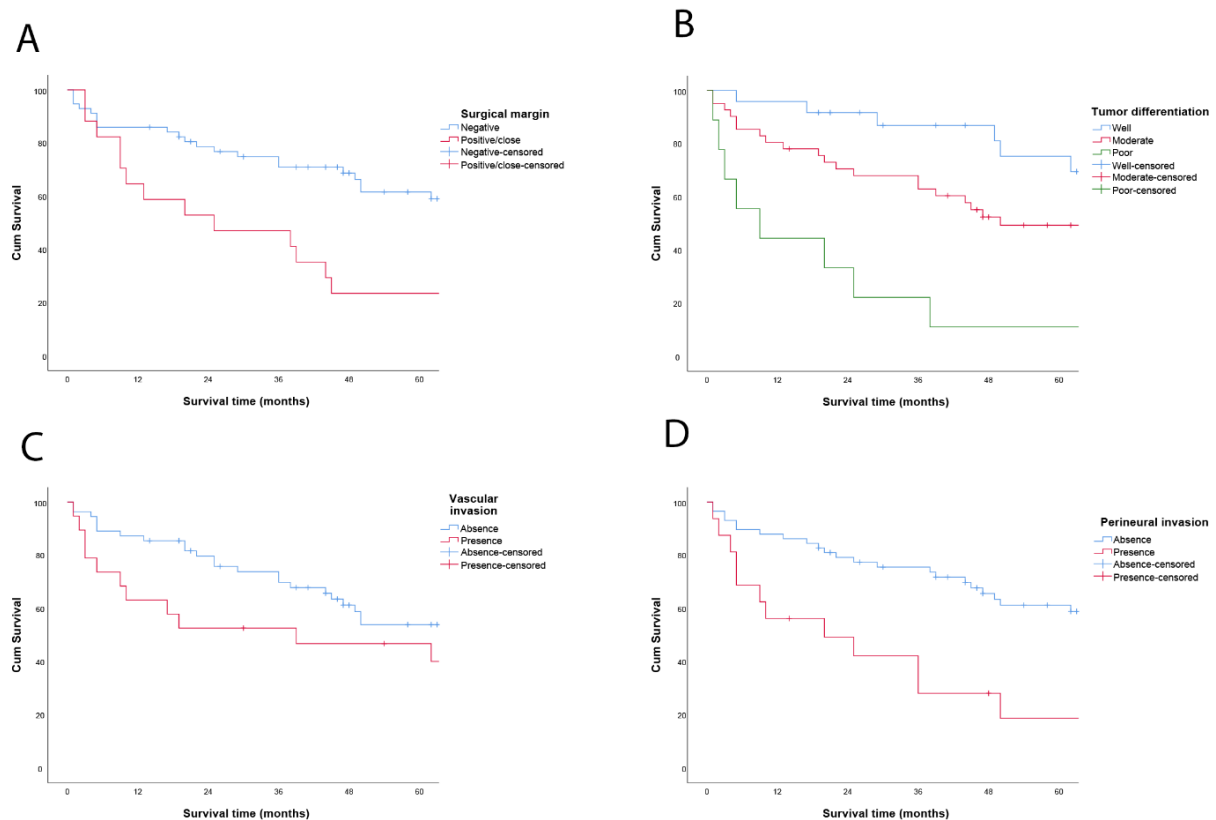 A
Cum Survival
100
80
60
40
20
0
0 12 24 36 48 60
Survival time (months)
Surgical margin
Negative
Positive/close
Negative-censored
Positive/close-censored
B
Cum Survival
100
80
60
40
20
0
0 12 24 36 48 60
Survival time (months)
Tumor differentiation
Well
Moderate
Poor
Well-censored
Moderate-censored
Poor-censored
C
Cum Survival
100
80
60
40
20
0
0 12 24 36 48 60
Survival time (months)
Vascular
invasion
Absence
Presence
Absence-censored
Presence-censored
D
Cum Survival
100
80
60
40
20
0
0 12 24 36 48 60
Survival time (months)
Perineural invasion
Absence
Presence
Absence-censored
Presence-censored